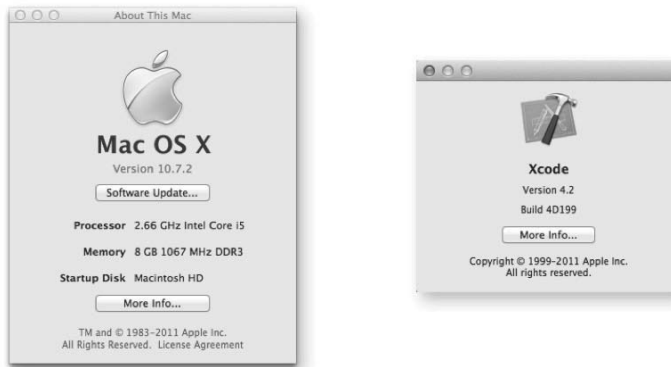 About This Mac
Mac OS X
Version 10.7.2
Software Update...
Processor 2.66 GHz Intel Core i5
Memory 8 GB 1067 MHz DDR3
Startup Disk Macintosh HD
More Info...
TM and © 1983-2011 Apple Inc.
All Rights Reserved. License Agreement
Xcode
Version 4.2
Build 4D199
More Info...
Copyright © 1999-2011 Apple Inc.
All rights reserved.